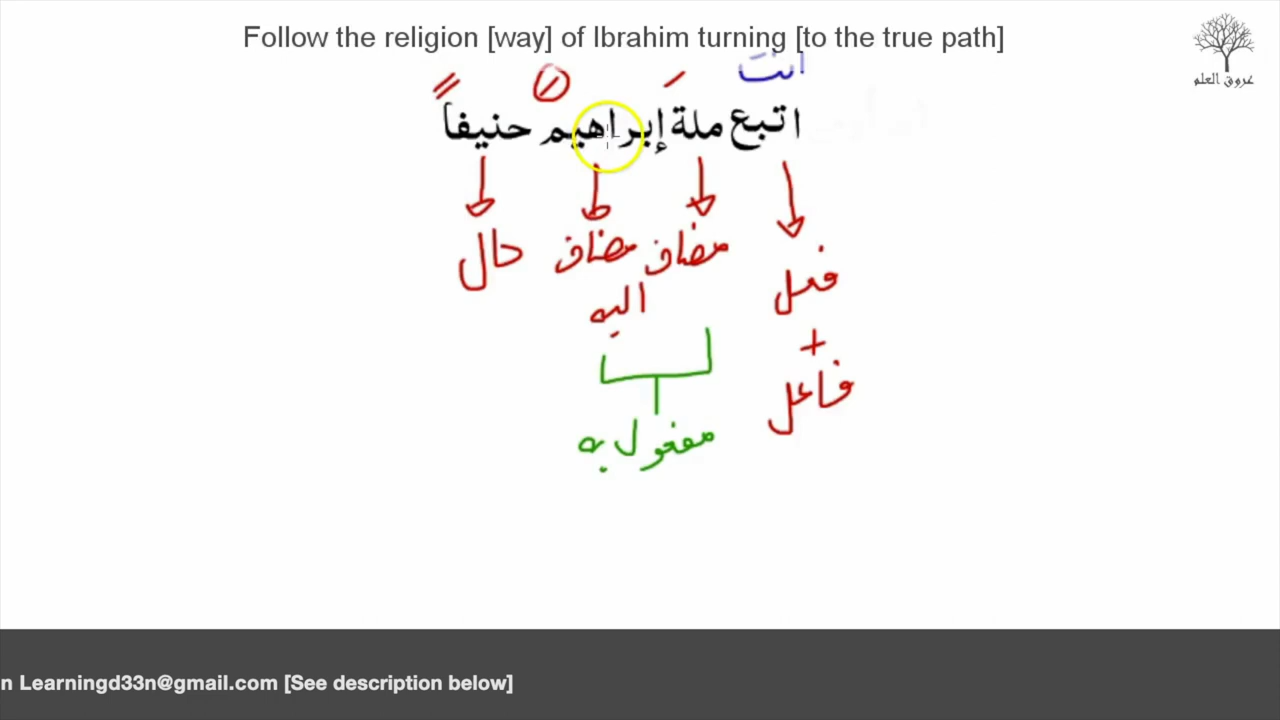 Follow the religion [way] of Ibrahim turning [to the true path]
عروق العلم
انتَ
اتبع ملة إبراهيم حنيفاً
فعل مضاف مضاف حال
اليه
+
فاعل
مفعول به
n Learningd33n@gmail.com [See description below]